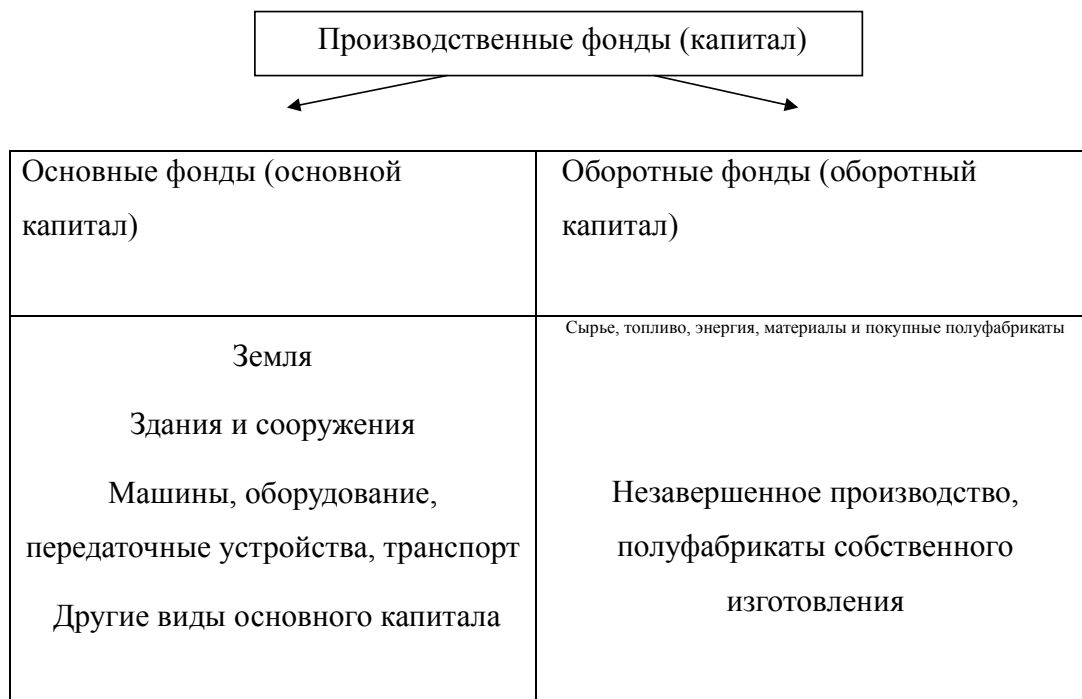 Производственные фонды (капитал)
Основные фонды (основной
капитал)
Оборотные фонды (оборотный
капитал)
Земля
Здания и сооружения
Машины, оборудование,
передаточные устройства, транспорт
Другие виды основного капитала
Сырье, топливо, энергия, материалы и покупные полуфабрикаты
Незавершенное производство,
полуфабрикаты собственного
изготовления